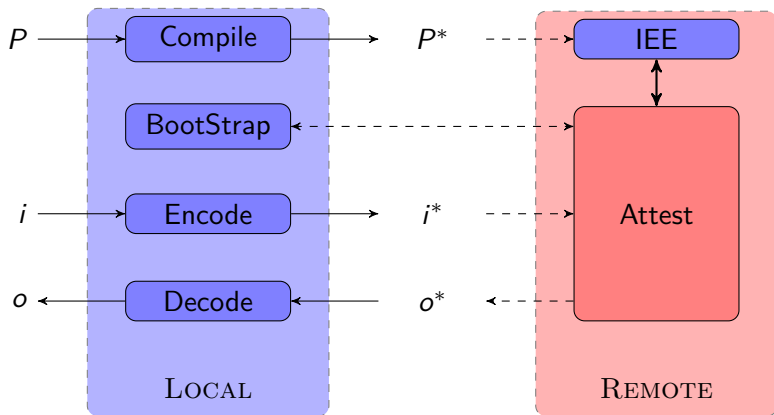 P Compile P* IEE
BootStrap
i Encode i* Attest
o Decode o*
LOCAL REMOTE